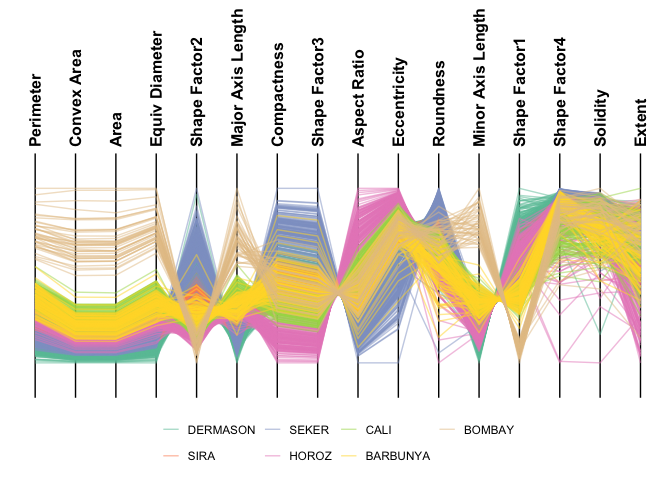 Perimeter
Convex Area
Area
Equiv Diameter
Shape Factor2
Major Axis Length
Compactness
Shape Factor3
Aspect Ratio
Eccentricity
Roundness
Minor Axis Length
Shape Factor1
Shape Factor4
Solidity
Extent
DERMASON SEKER CALI BOMBAY
SIRA HOROZ BARBUNYA